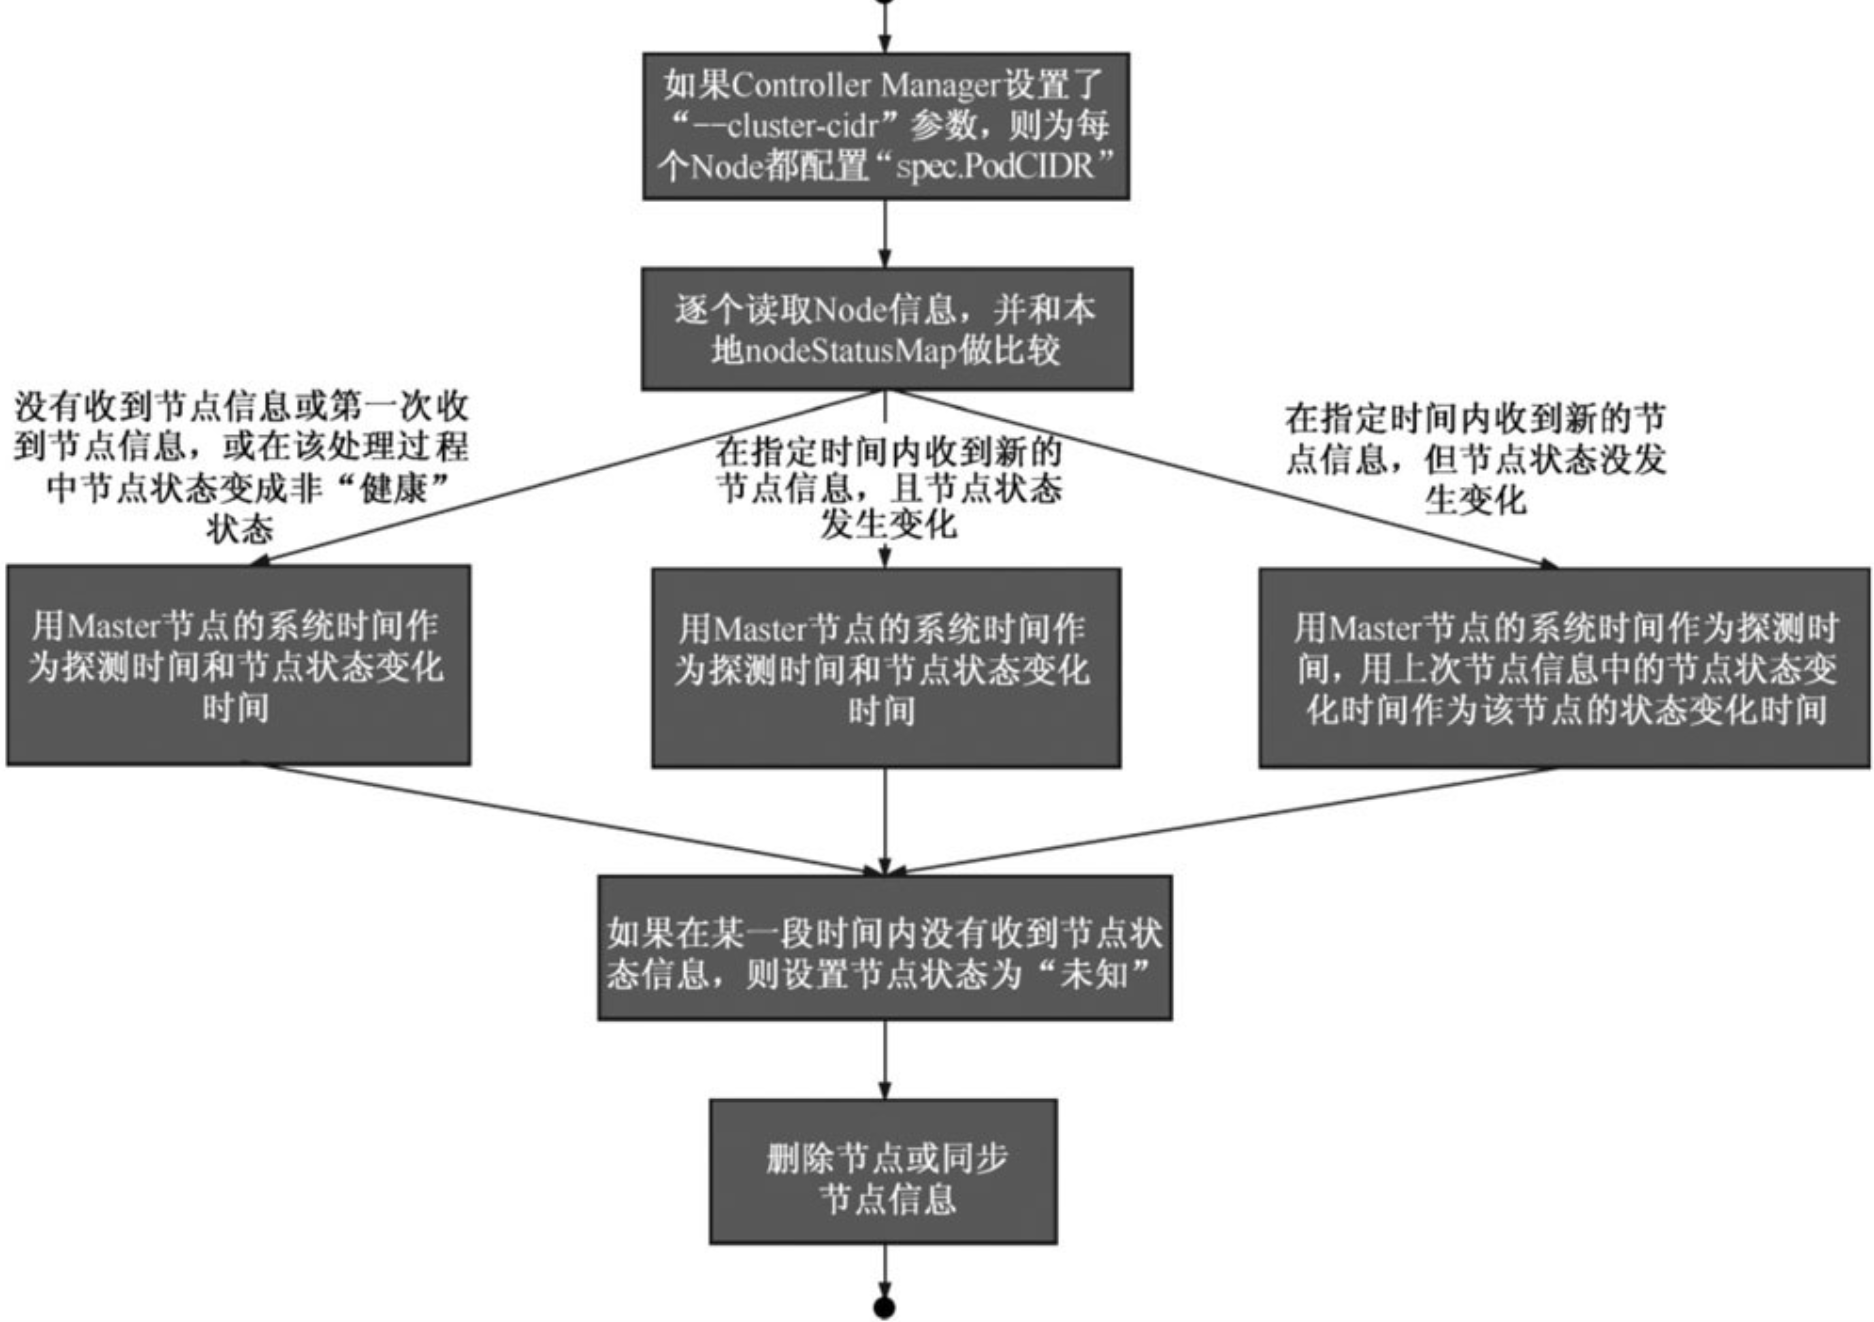 如果Controller Manager设置了
“--cluster-cidr”参数，则为每
个Node都配置“spec.PodCIDR”
逐个读取Node信息，并和本
地nodeStatusMap做比较
没有收到节点信息或第一次收
到节点信息，或在该处理过程
中节点状态变成非“健康”
状态
在指定时间内收到新的
节点信息，且节点状态
发生变化
在指定时间内收到新的节
点信息，但节点状态没发
生变化
用Master节点的系统时间作
为探测时间和节点状态变化
时间
用Master节点的系统时间作
为探测时间和节点状态变化
时间
用Master节点的系统时间作为探测时
间，用上次节点信息中的节点状态变
化时间作为该节点的状态变化时间
如果在某一段时间内没有收到节点状
态信息，则设置节点状态为“未知”
删除节点或同步
节点信息